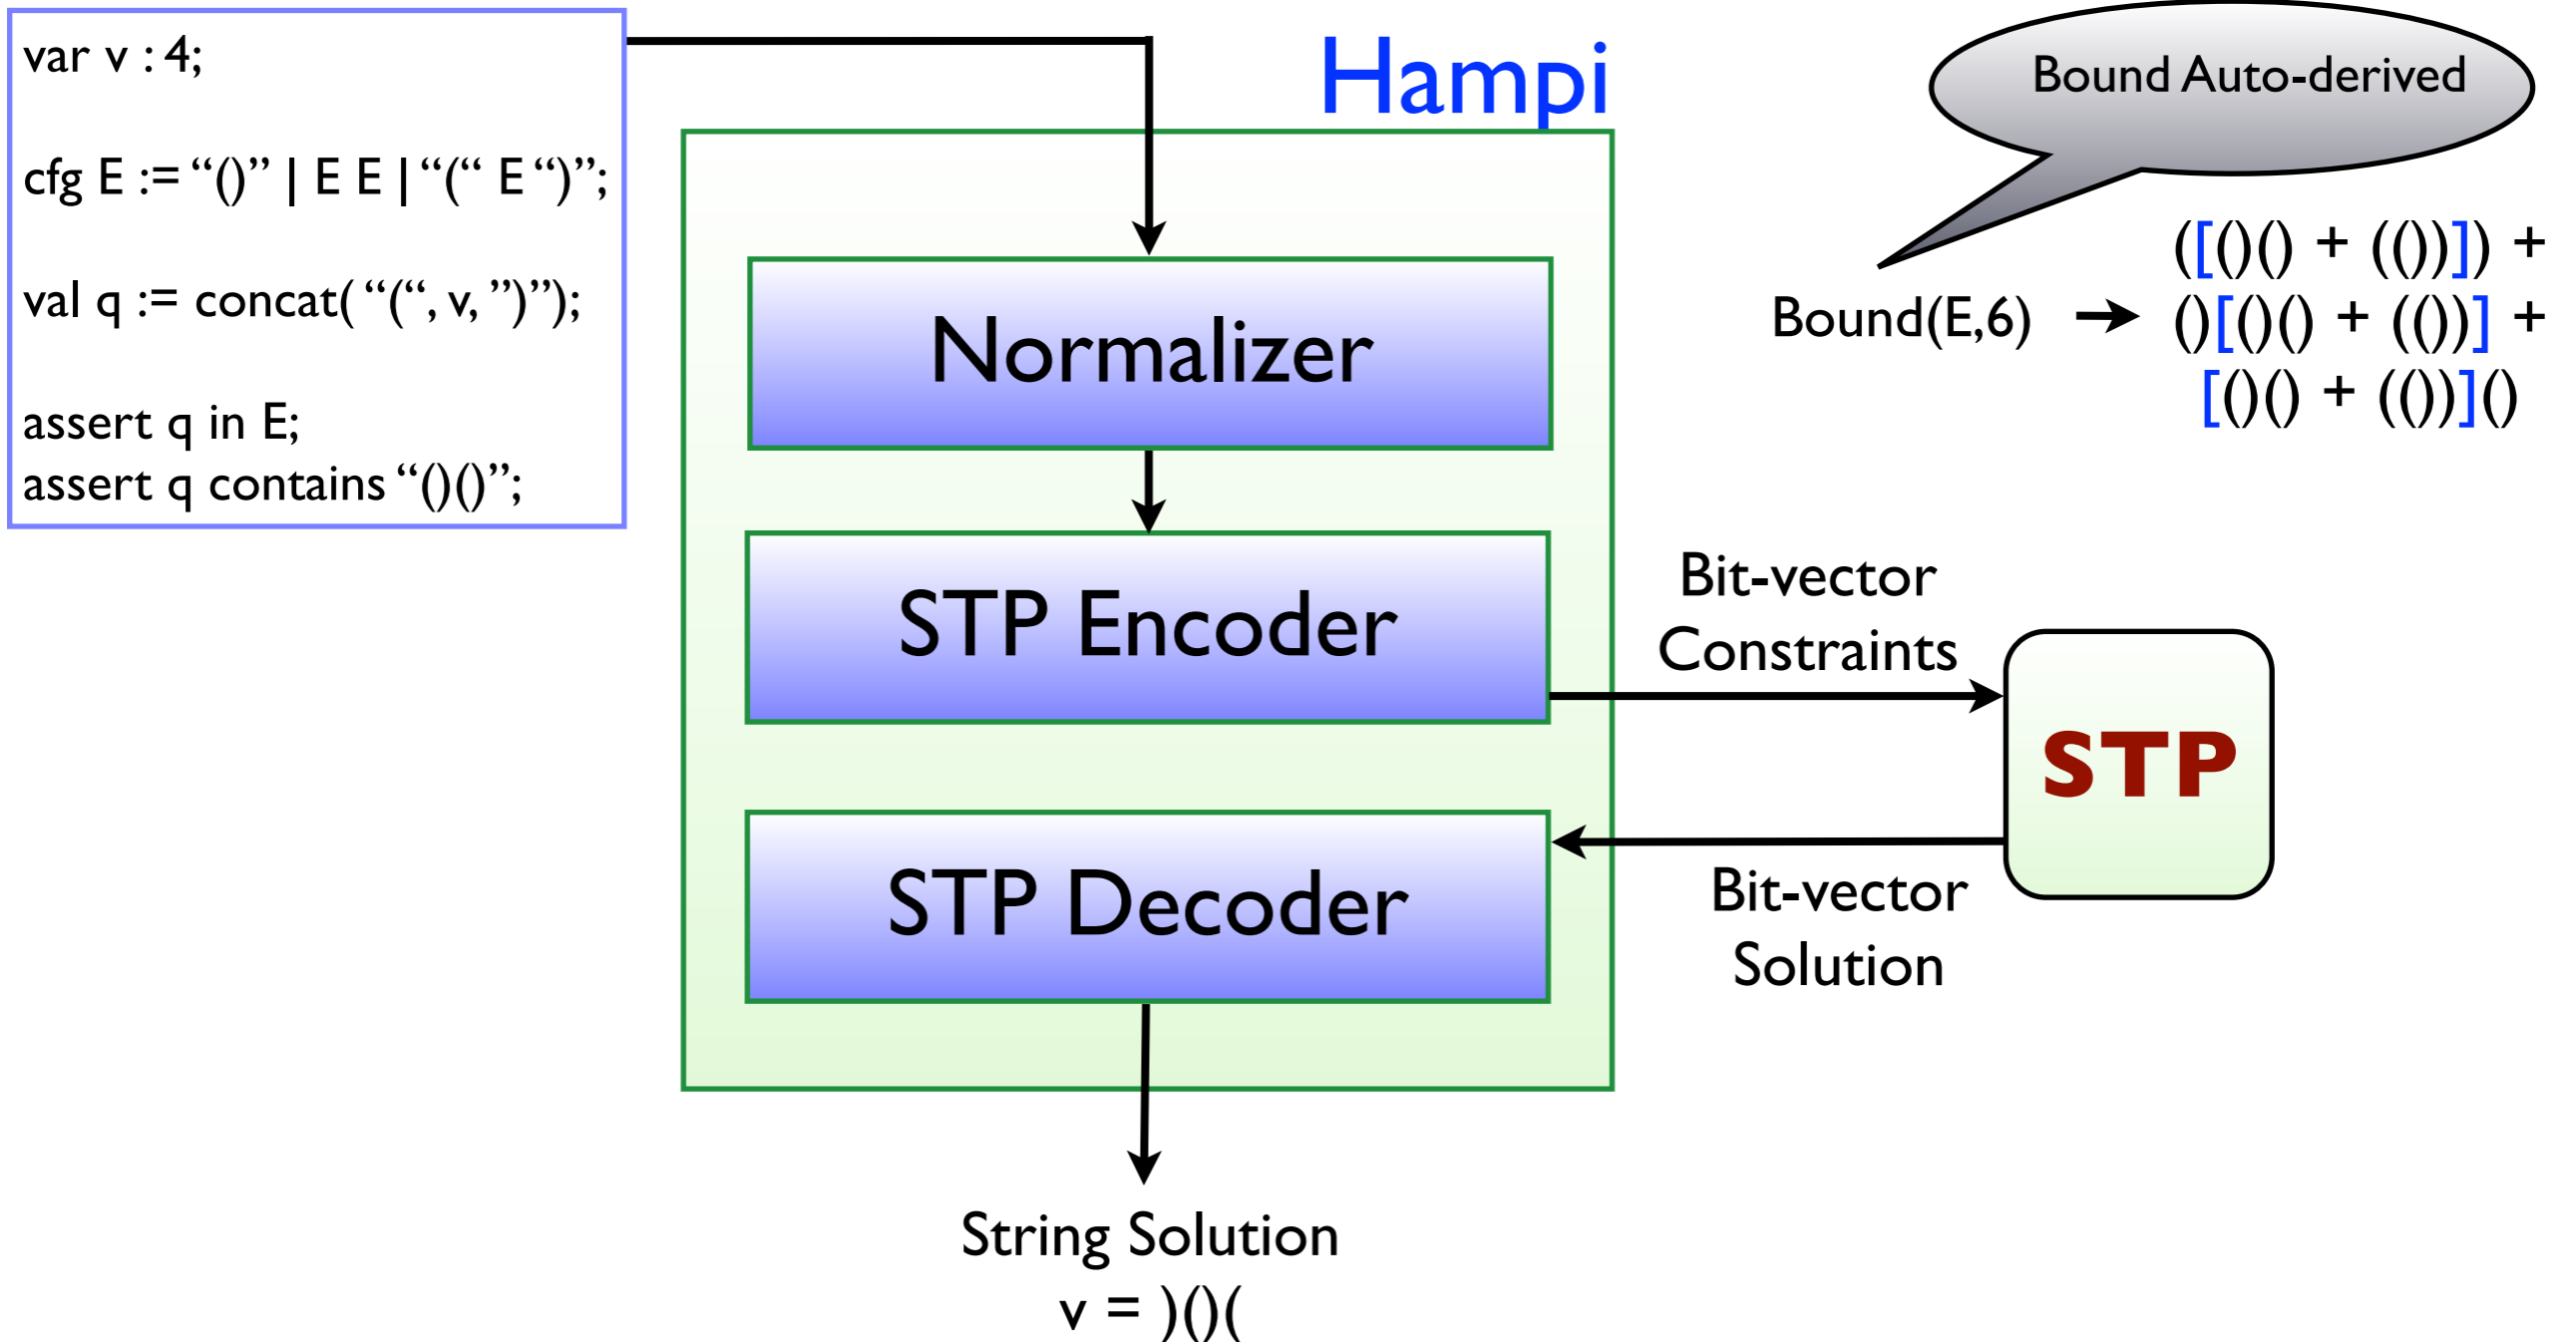 var v : 4;
cfg E := “()” | E E | “(“ E “)”;
val q := concat( “(“, v, ”)”);
assert q in E;
assert q contains “()()”;
Hampi
Normalizer
STP Encoder
STP Decoder
String Solution
v = )()(
Bound Auto-derived
Bound(E,6)
([()() + (())]) +
()[()() + (())] +
[()() + (())]()
Bit-vector
Constraints
STP
Bit-vector
Solution